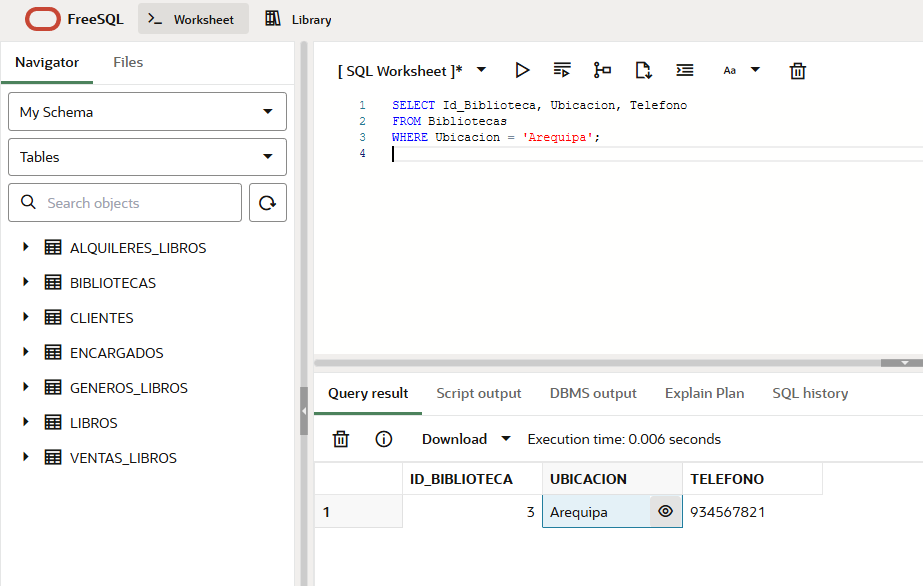 FreeSQL Worksheet Library
Navigator Files
My Schema
Tables
Search objects
ALQUILERES_LIBROS
BIBLIOTECAS
CLIENTES
ENCARGADOS
GENEROS_LIBROS
LIBROS
VENTAS_LIBROS
[ SQL Worksheet ]* Aa
1 SELECT Id_Biblioteca, Ubicacion, Telefono
2 FROM Bibliotecas
3 WHERE Ubicacion = 'Arequipa';
4
Query result Script output DBMS output Explain Plan SQL history
Download Execution time: 0.006 seconds
ID_BIBLIOTECA UBICACION TELEFONO
1 3 Arequipa 934567821